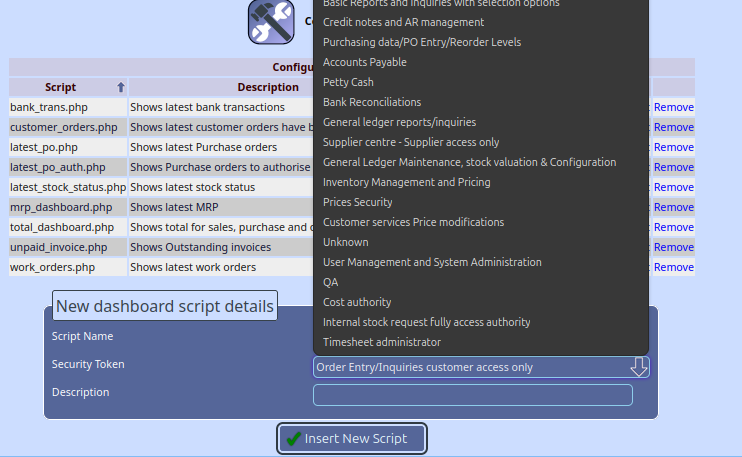 Basic Reports and Inquiries with selection options
Credit notes and AR management
Purchasing data/PO Entry/Reorder Levels
Accounts Payable
Petty Cash
Bank Reconciliations
General ledger reports/inquiries
Supplier centre - Supplier access only
General Ledger Maintenance, stock valuation & Configuration
Inventory Management and Pricing
Prices Security
Customer services Price modifications
Unknown
User Management and System Administration
QA
Cost authority
Internal stock request fully access authority
Timesheet administrator
Script Description
bank_trans.php Shows latest bank transactions Remove
customer_orders.php Shows latest customer orders have b Remove
latest_po.php Shows latest Purchase orders Remove
latest_po_auth.php Shows Purchase orders to authorise Remove
latest_stock_status.php Shows latest stock status Remove
mrp_dashboard.php Shows latest MRP Remove
total_dashboard.php Shows total for sales, purchase and Remove
unpaid_invoice.php Shows Outstanding invoices Remove
work_orders.php Shows latest work orders Remove
New dashboard script details
Script Name
Security Token Order Entry/Inquiries customer access only
Description
Insert New Script